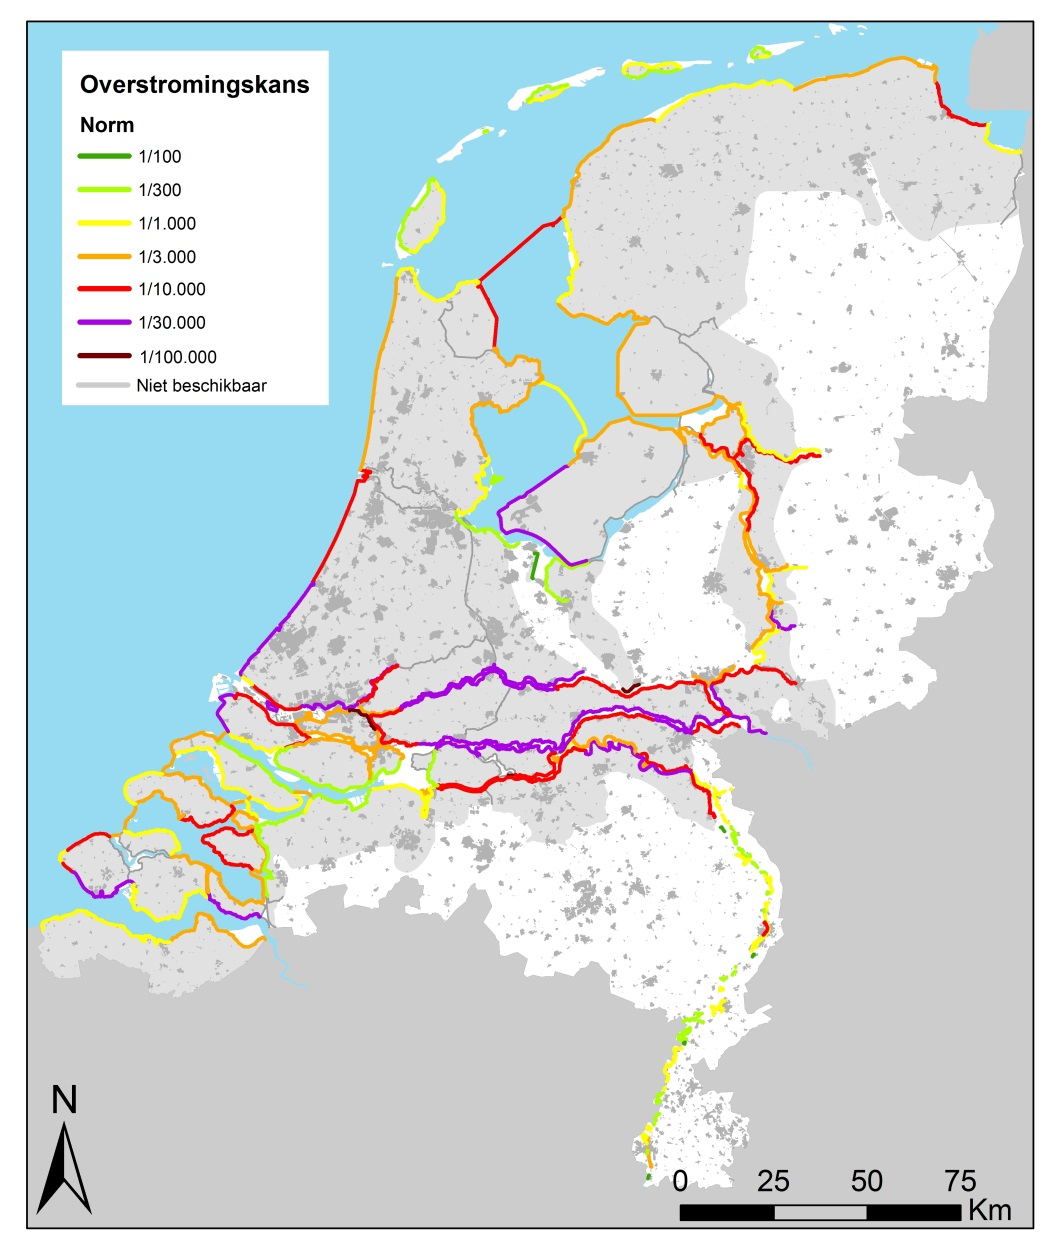 Overstromingskans
Norm
1/100
1/300
1/1.000
1/3.000
1/10.000
1/30.000
1/100.000
Niet beschikbaar
N
0 25 50 75
Km